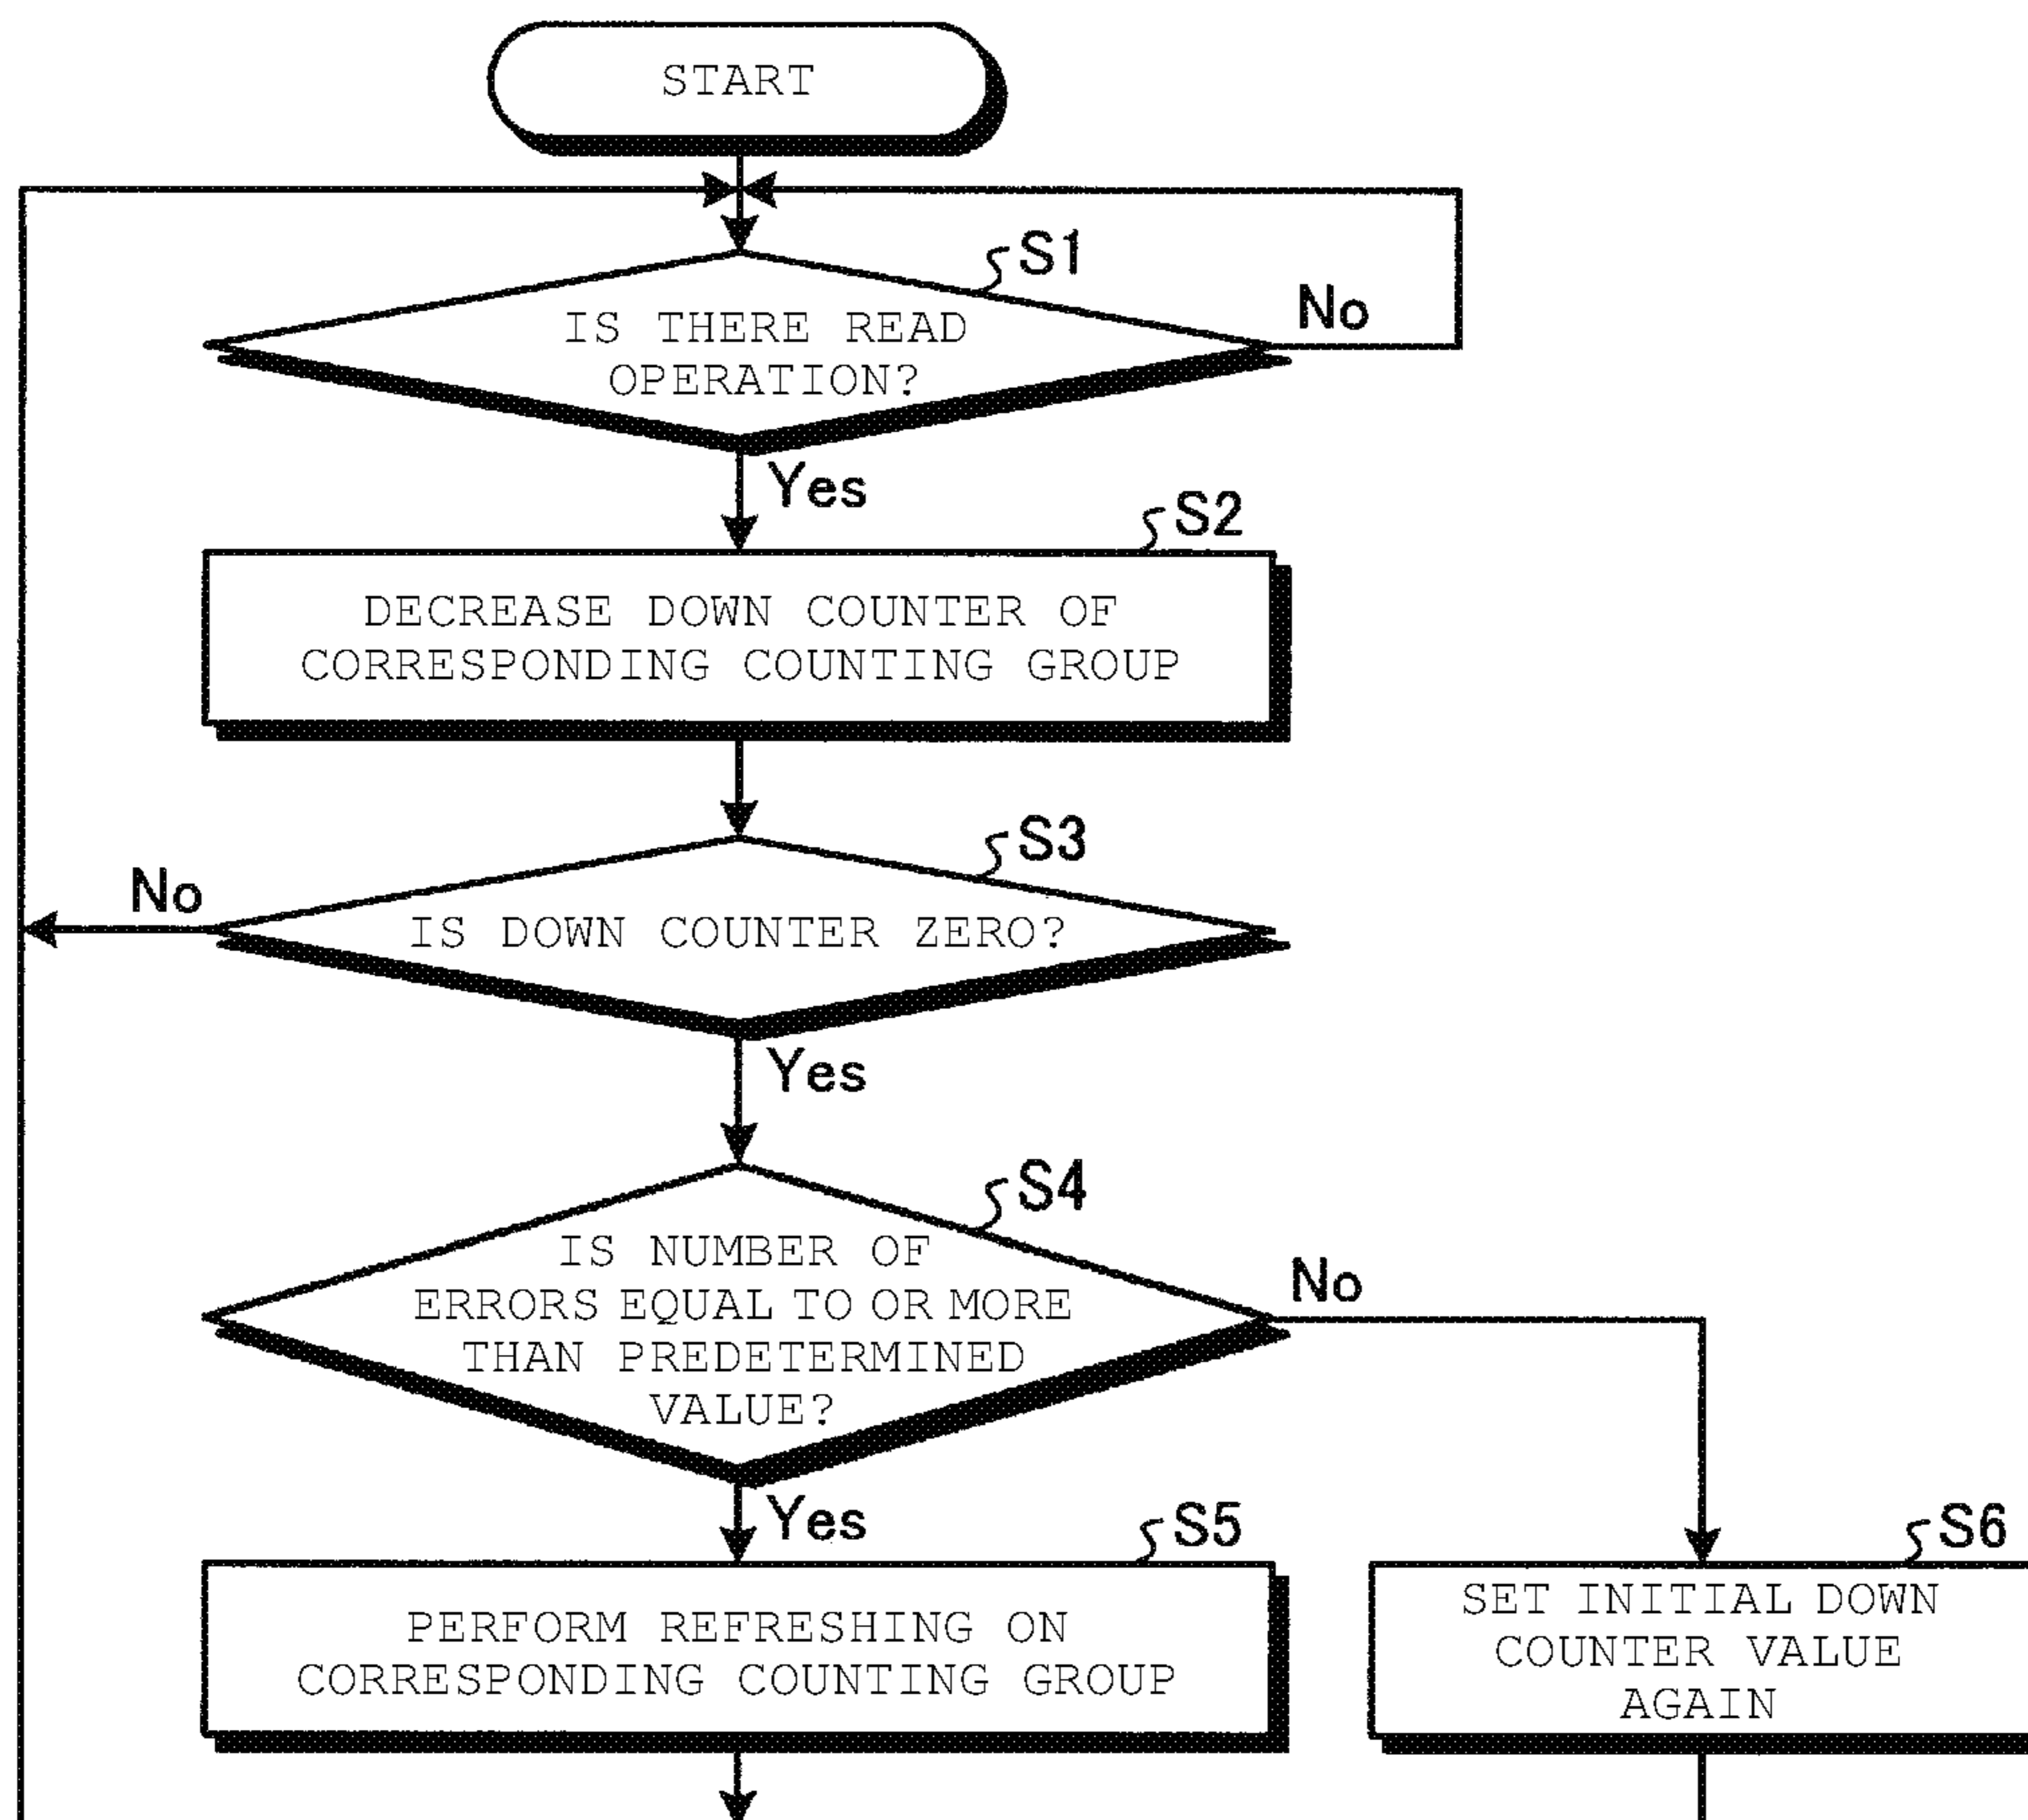 START
S1
IS THERE READ
OPERATION?
No
Yes
S2
DECREASE DOWN COUNTER OF
CORRESPONDING COUNTING GROUP
S3
No
IS DOWN COUNTER ZERO?
Yes
S4
IS NUMBER OF
ERRORS EQUAL TO OR MORE
THAN PREDETERMINED
VALUE?
No
Yes
S5
PERFORM REFRESHING ON
CORRESPONDING COUNTING GROUP
S6
SET INITIAL DOWN
COUNTER VALUE
AGAIN